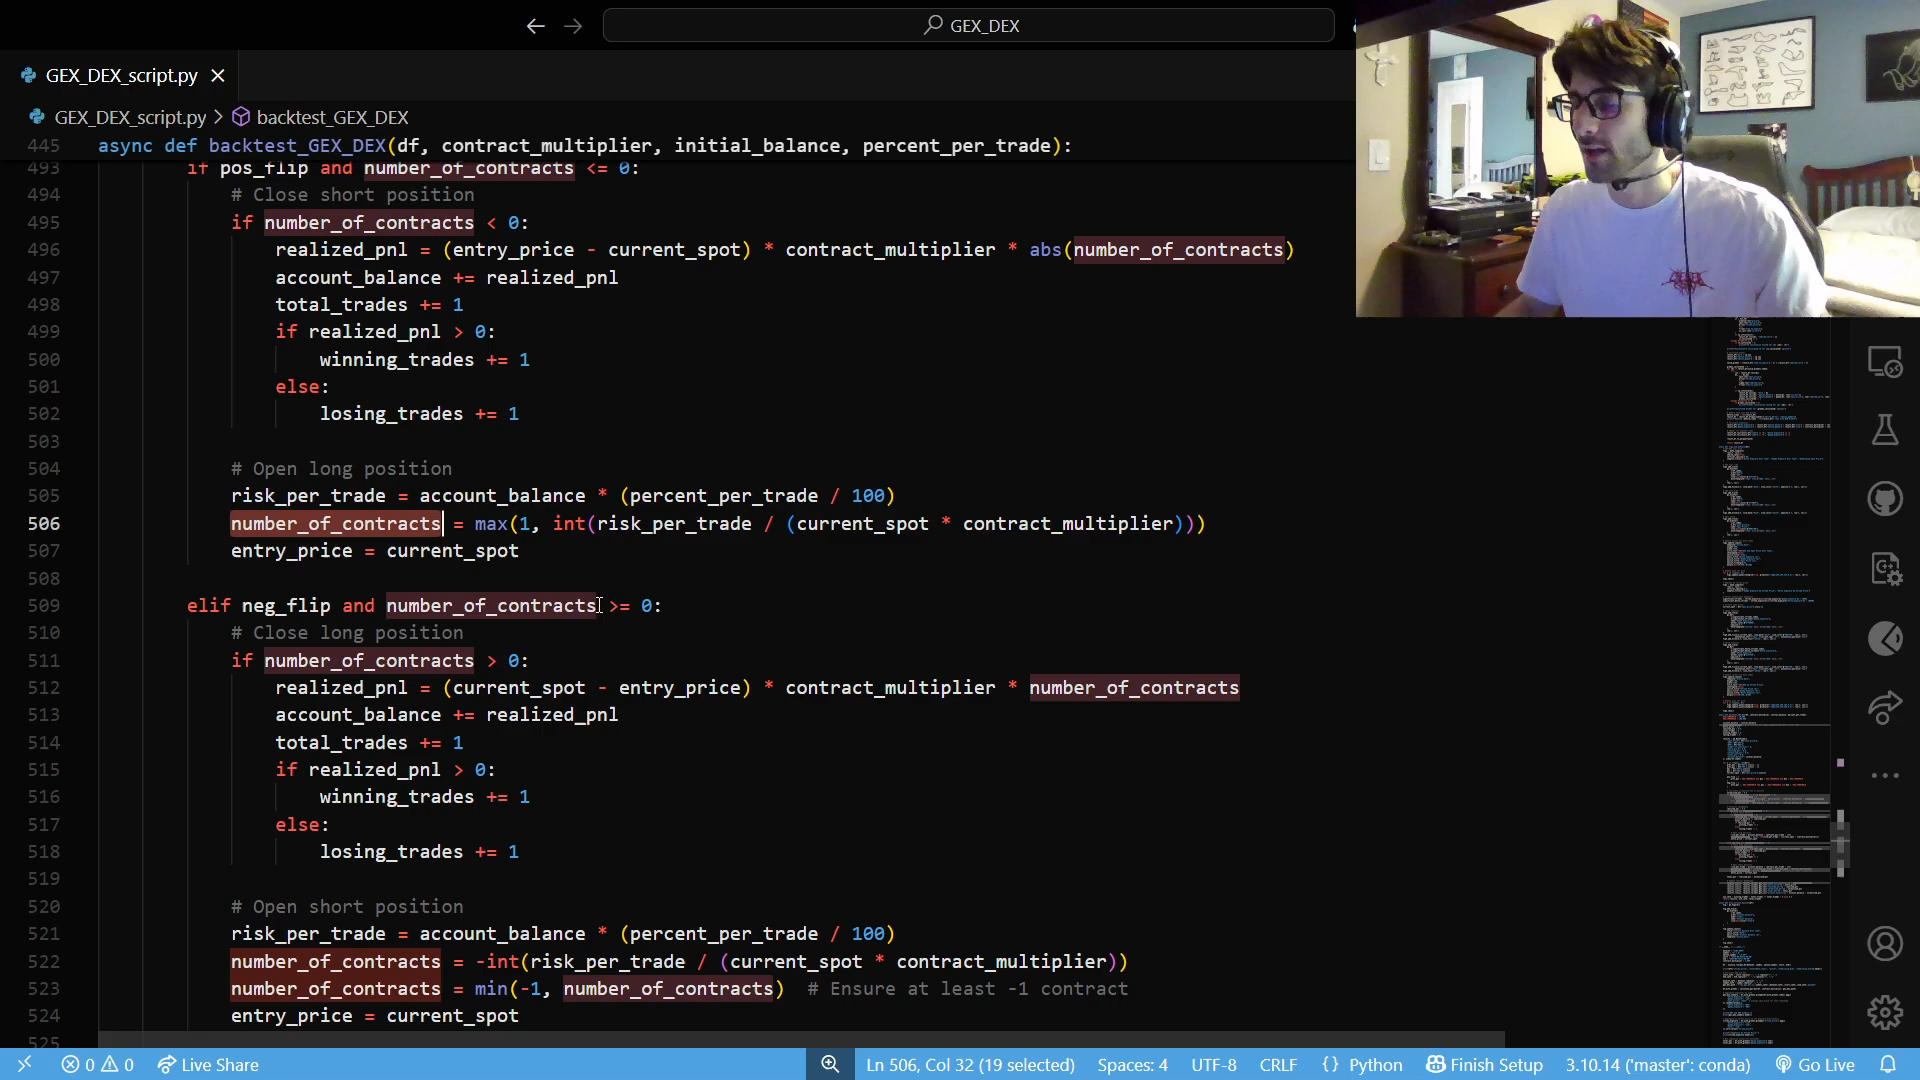 GEX_DEX
GEX_DEX_script.py
GEX_DEX_script.py > backtest_GEX_DEX
445 async def backtest_GEX_DEX(df, contract_multiplier, initial_balance, percent_per_trade):
493 if pos_flip and number_of_contracts <= 0:
494 # Close short position
495 if number_of_contracts < 0:
496 realized_pnl = (entry_price - current_spot) * contract_multiplier * abs(number_of_contracts)
497 account_balance += realized_pnl
498 total_trades += 1
499 if realized_pnl > 0:
500 winning_trades += 1
501 else:
502 losing_trades += 1
503
504 # Open long position
505 risk_per_trade = account_balance * (percent_per_trade / 100)
506 number_of_contracts = max(1, int(risk_per_trade / (current_spot * contract_multiplier)))
507 entry_price = current_spot
508
509 elif neg_flip and number_of_contracts >= 0:
510 # Close long position
511 if number_of_contracts > 0:
512 realized_pnl = (current_spot - entry_price) * contract_multiplier * number_of_contracts
513 account_balance += realized_pnl
514 total_trades += 1
515 if realized_pnl > 0:
516 winning_trades += 1
517 else:
518 losing_trades += 1
519
520 # Open short position
521 risk_per_trade = account_balance * (percent_per_trade / 100)
522 number_of_contracts = -int(risk_per_trade / (current_spot * contract_multiplier))
523 number_of_contracts = min(-1, number_of_contracts) # Ensure at least -1 contract
524 entry_price = current_spot
525
0 0 Live Share Ln 506, Col 32 (19 selected) Spaces: 4 UTF-8 CRLF {} Python Finish Setup 3.10.14 ('master': conda) Go Live